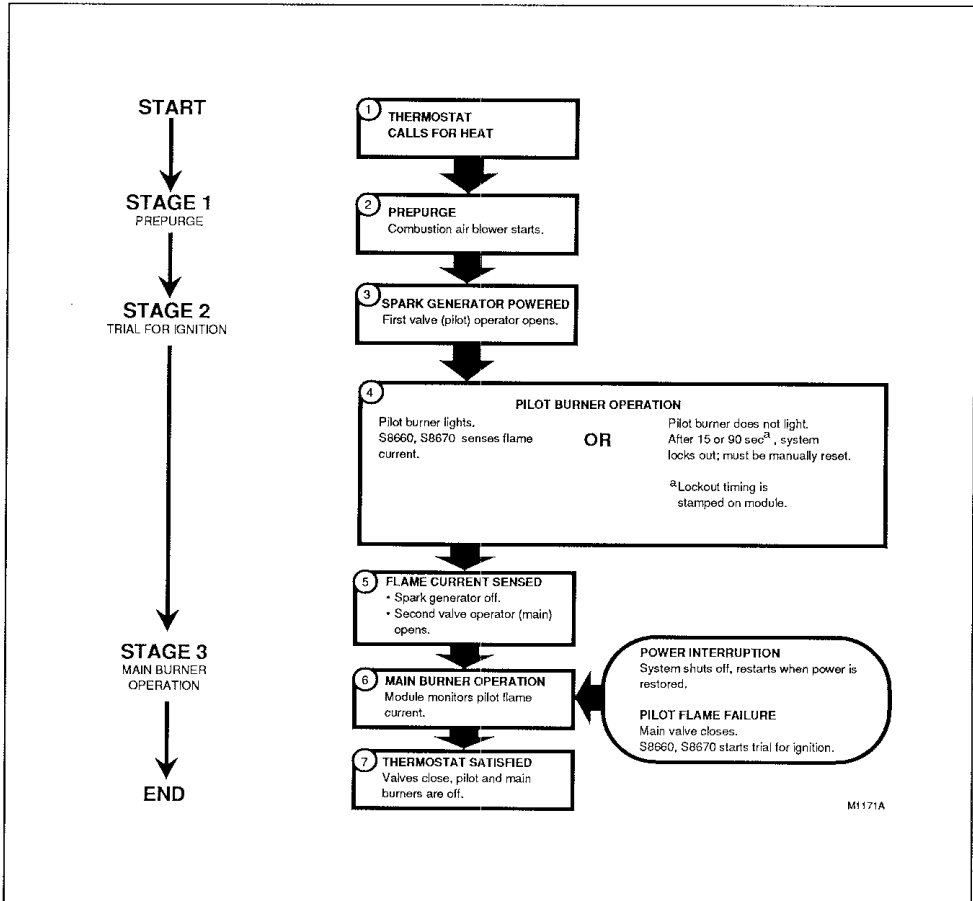 START
STAGE 1
PREPURGE
STAGE 2
TRIAL FOR IGNITION
STAGE 3
MAIN BURNER
OPERATION
END
1
THERMOSTAT
CALLS FOR HEAT
2
PREPURGE
Combustion air blower starts.
3
SPARK GENERATOR POWERED
First valve (pilot) operator opens.
4
PILOT BURNER OPERATION
Pilot burner lights.
S8660, S8670 senses flame
current.
OR
Pilot burner does not light.
After 15 or 90 sec a , system
locks out; must be manually reset.
a Lockout timing is
stamped on module.
5
FLAME CURRENT SENSED
• Spark generator off.
• Second valve operator (main)
opens.
6
MAIN BURNER OPERATION
Module monitors pilot flame
current.
POWER INTERRUPTION
System shuts off, restarts when power is
restored.
PILOT FLAME FAILURE
Main valve closes.
S8660, S8670 starts trial for ignition.
7
THERMOSTAT SATISFIED
Valves close, pilot and main
burners are off.
M1171A